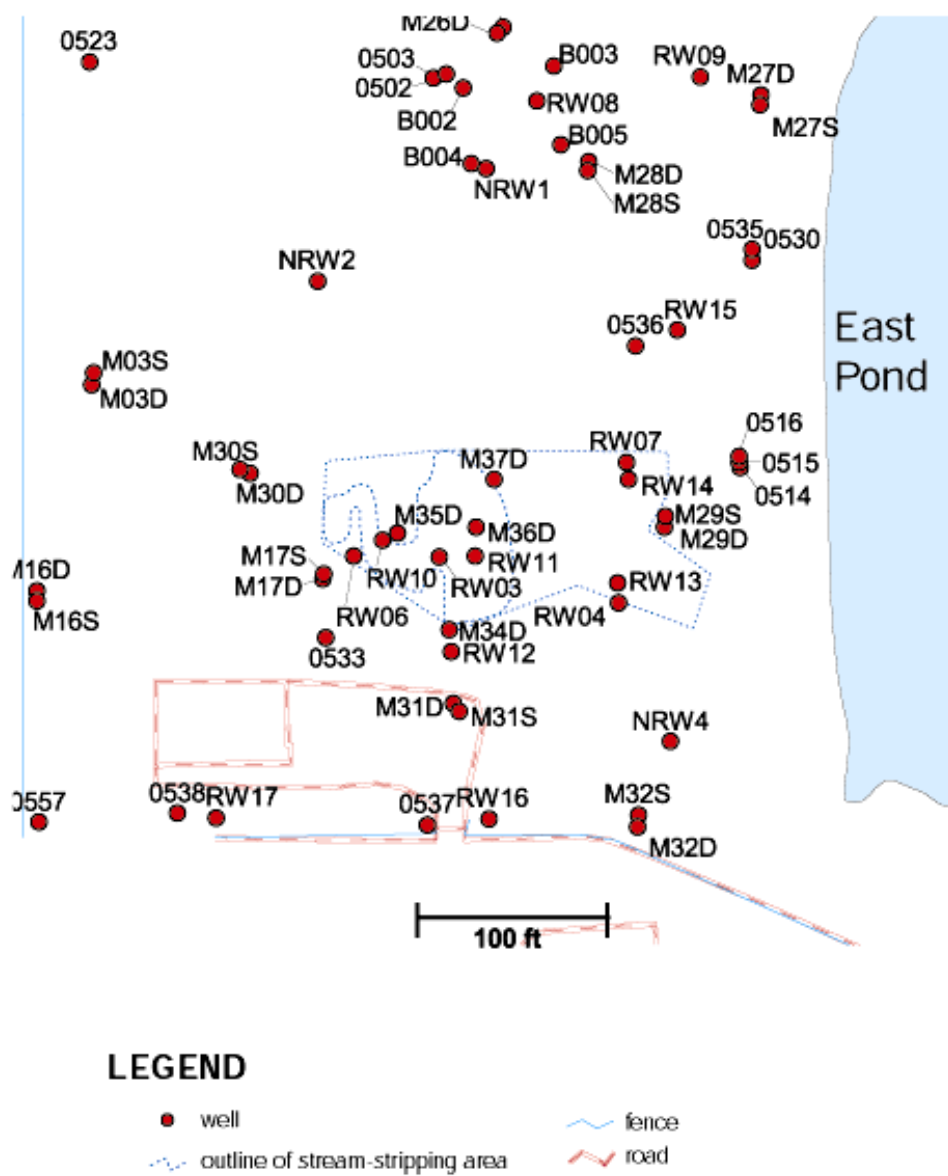 M26D
0523
0503
B003
RW09
M27D
0502
RW08
B002
M27S
B005
B004
M28D
NRW1
M28S
0535
0530
NRW2
RW15
0536
East
Pond
M03S
M03D
0516
M30S
M37D
RW07
0515
M30D
RW14
0514
M35D
M29S
M36D
M29D
M17S
RW10
RW11
M16D
M17D
RW03
RW13
M16S
RW06
RW04
M34D
0533
RW12
M31D
M31S
NRW4
0538
RW17
0537
RW16
M32S
0557
M32D
100 ft
LEGEND
well
fence
outline of stream-stripping area
road